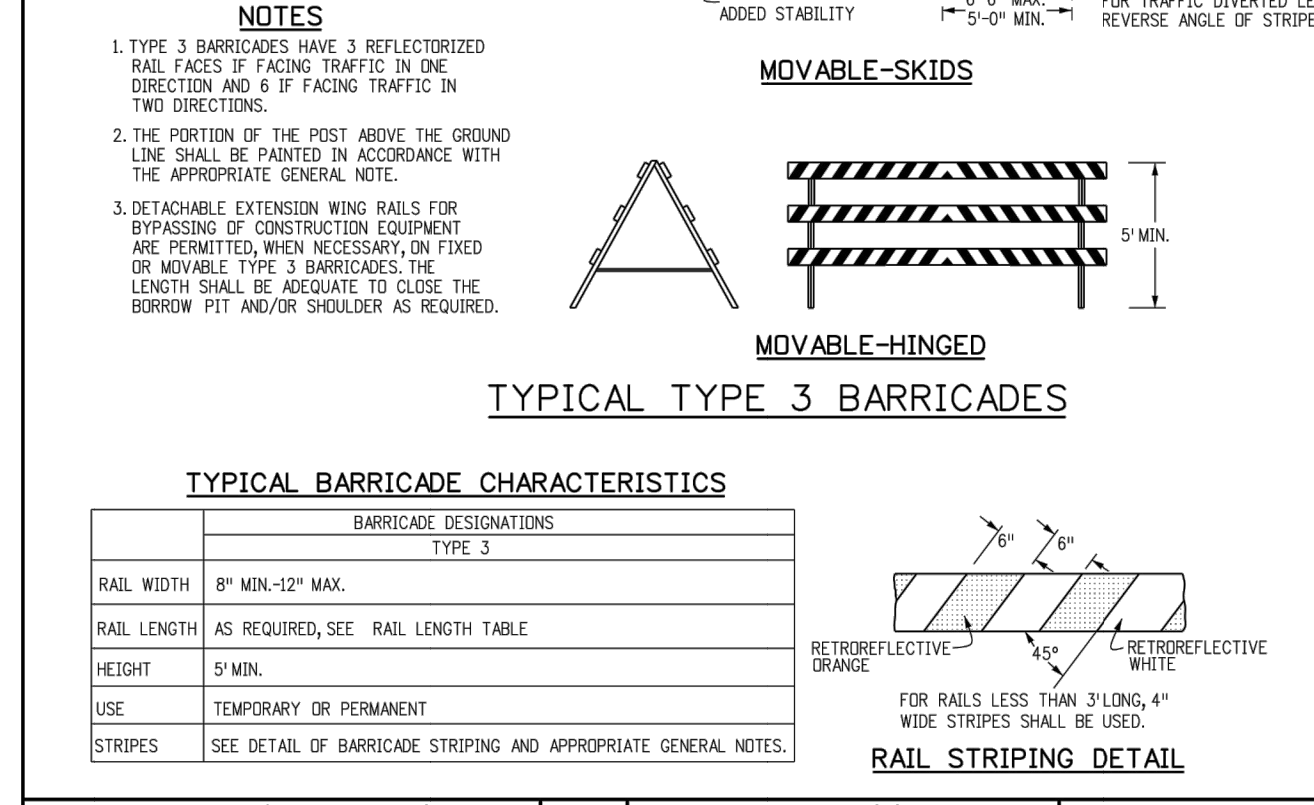 NOTES
1. TYPE 3 BARRICADES HAVE 3 REFLECTORIZED
RAIL FACES IF FACING TRAFFIC IN ONE
DIRECTION AND 6 IF FACING TRAFFIC IN
TWO DIRECTIONS.
2. THE PORTION OF THE POST ABOVE THE GROUND
LINE SHALL BE PAINTED IN ACCORDANCE WITH
THE APPROPRIATE GENERAL NOTE.
3. DETACHABLE EXTENSION WING RAILS FOR
BYPASSING OF CONSTRUCTION EQUIPMENT
ARE PERMITTED, WHEN NECESSARY, ON FIXED
OR MOVABLE TYPE 3 BARRICADES. THE
LENGTH SHALL BE ADEQUATE TO CLOSE THE
BORROW PIT AND/OR SHOULDER AS REQUIRED.
ADDED STABILITY
MAX.
5'-0" MIN.
FOR TRAFFIC DIVERTED
REVERSE ANGLE OF STRIPE
MOVABLE-SKIDS
5' MIN.
MOVABLE-HINGED
TYPICAL TYPE 3 BARRICADES
TYPICAL BARRICADE CHARACTERISTICS
BARRICADE DESIGNATIONS
TYPE 3
RAIL WIDTH 8" MIN.-12" MAX.
RAIL LENGTH AS REQUIRED, SEE RAIL LENGTH TABLE
HEIGHT 5' MIN.
USE TEMPORARY OR PERMANENT
STRIPES SEE DETAIL OF BARRICADE STRIPING AND APPROPRIATE GENERAL NOTES.
6" 6"
RETROREFLECTIVE
ORANGE
45°
RETROREFLECTIVE
WHITE
FOR RAILS LESS THAN 3' LONG, 4"
WIDE STRIPES SHALL BE USED.
RAIL STRIPING DETAIL